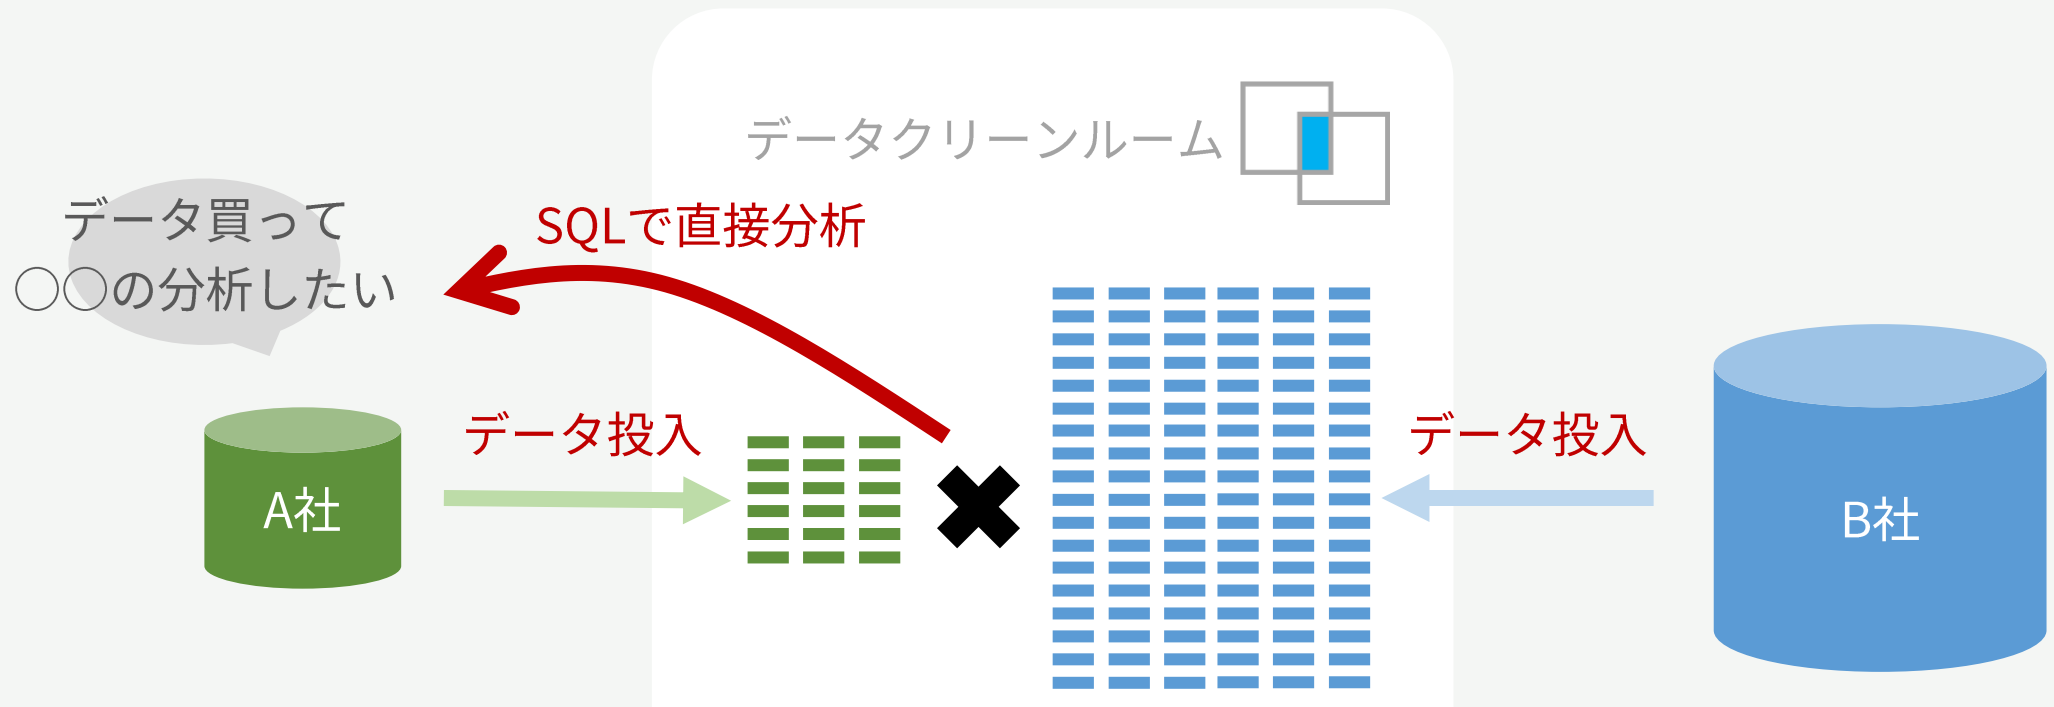 データクリーンルーム
データ買って
○○の分析したい
SQLで直接分析
データ投入
データ投入
A社
B社